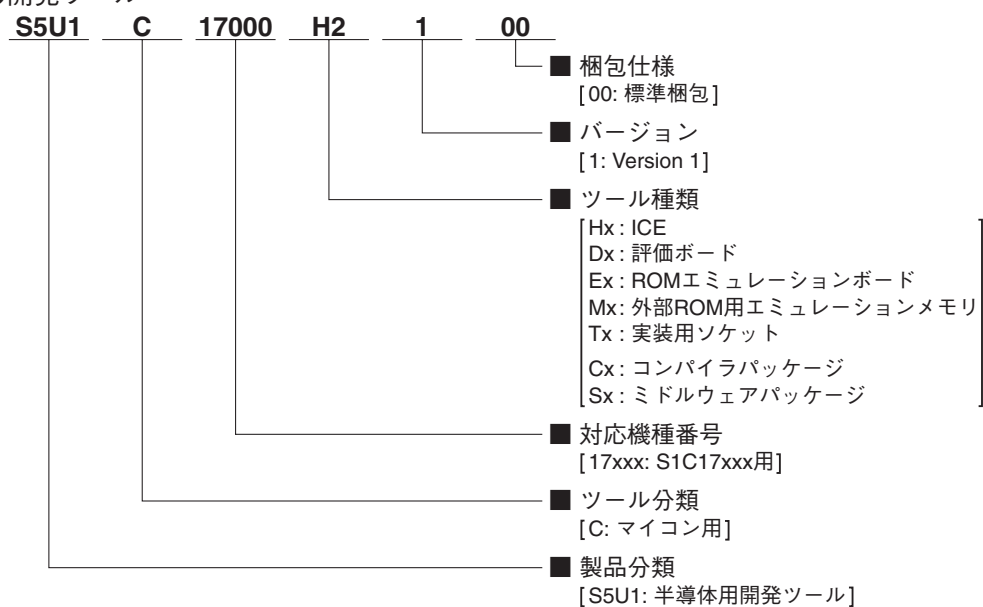 開発ツール
S5U1 C 17000 H2 1 00
■ 梱包仕様
[00: 標準梱包]
■ バージョン
[1: Version 1]
■ ツール種類
Hx : ICE
Dx : 評価ボード
Ex : ROMエミュレーションボード
Mx : 外部ROM用エミュレーションメモリ
Tx : 実装用ソケット
Cx : コンパイラパッケージ
Sx : ミドルウェアパッケージ
■ 対応機種番号
[17xxx: S1C17xxx用]
■ ツール分類
[C: マイコン用]
■ 製品分類
[S5U1: 半導体用開発ツール]